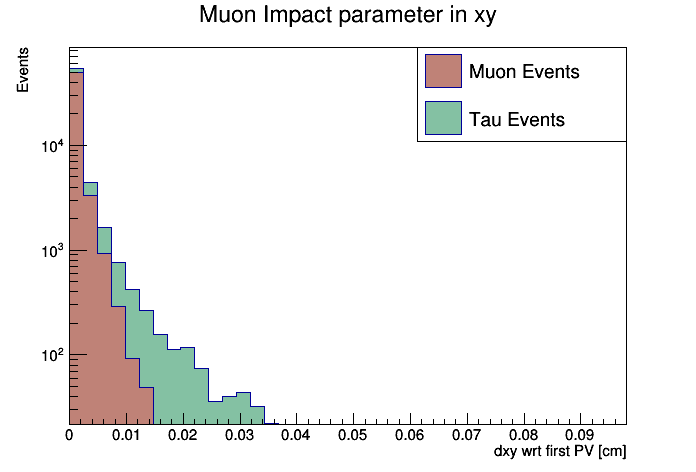 Muon Impact parameter in xy
Events
Muon Events
Tau Events
10⁴
10³
10²
0 0.01 0.02 0.03 0.04 0.05 0.06 0.07 0.08 0.09
dxy wrt first PV [cm]